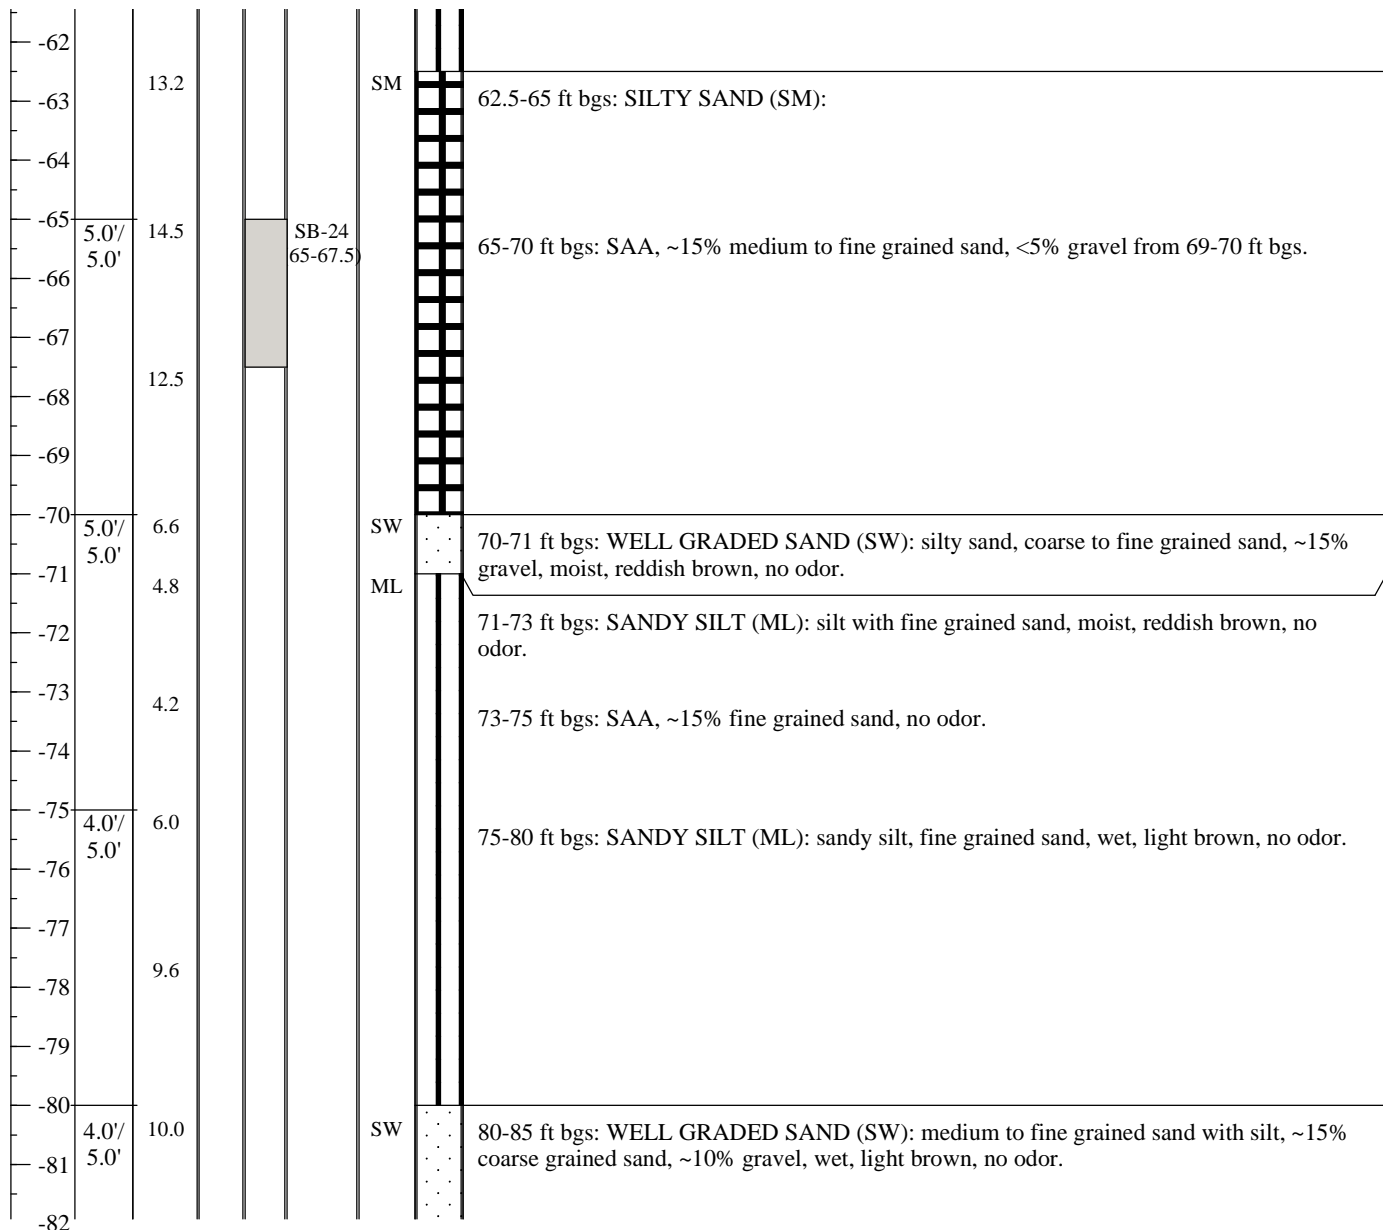 -62
13.2 SM
-63 62.5-65 ft bgs: SILTY SAND (SM):
-64
-65
5.0'/ 14.5 SB-24
5.0' 65-67.5) 65-70 ft bgs: SAA, ~15% medium to fine grained sand, <5% gravel from 69-70 ft bgs.
-66
-67
12.5
-68
-69
-70
5.0'/ 6.6 SW
5.0' 70-71 ft bgs: WELL GRADED SAND (SW): silty sand, coarse to fine grained sand, ~15%
gravel, moist, reddish brown, no odor.
-71
4.8 ML
71-73 ft bgs: SANDY SILT (ML): silt with fine grained sand, moist, reddish brown, no
-72
odor.
-73
4.2
73-75 ft bgs: SAA, ~15% fine grained sand, no odor.
-74
-75
4.0'/ 6.0
5.0' 75-80 ft bgs: SANDY SILT (ML): sandy silt, fine grained sand, wet, light brown, no odor.
-76
-77
9.6
-78
-79
-80
4.0'/ 10.0 SW 80-85 ft bgs: WELL GRADED SAND (SW): medium to fine grained sand with silt, ~15%
5.0' coarse grained sand, ~10% gravel, wet, light brown, no odor.
-81
-82